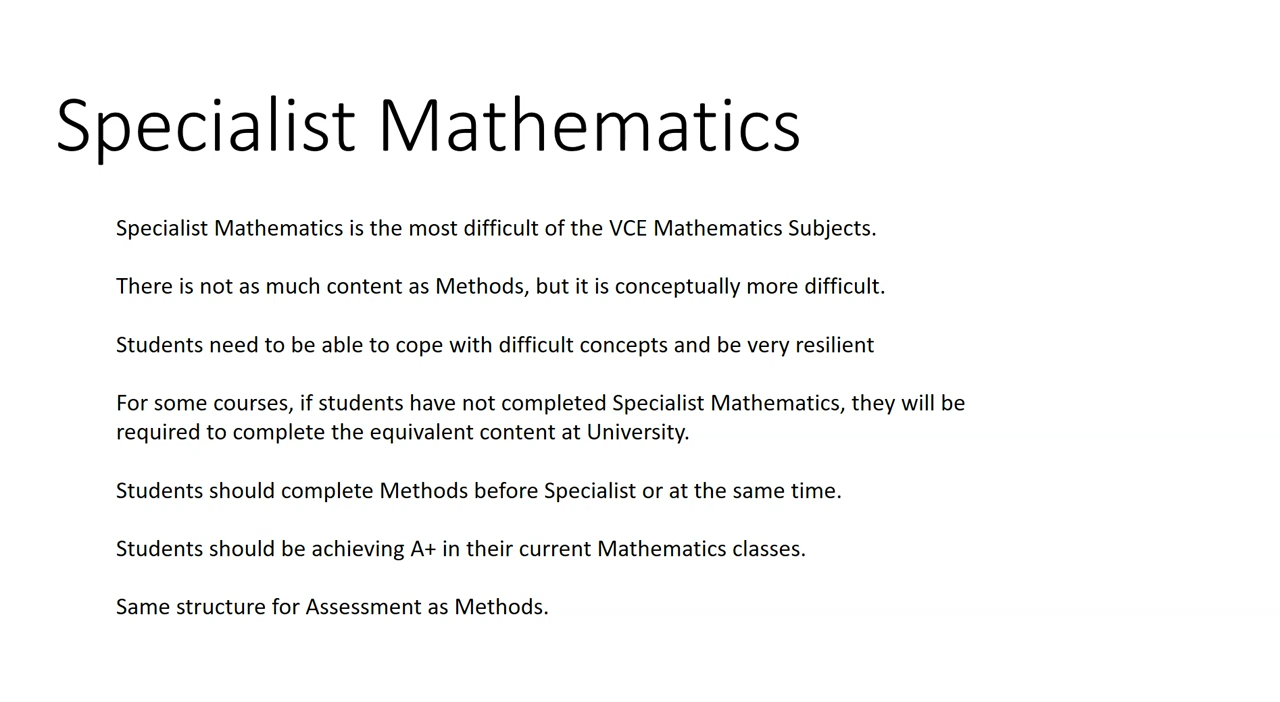 Specialist Mathematics
Specialist Mathematics is the most difficult of the VCE Mathematics Subjects.
There is not as much content as Methods, but it is conceptually more difficult.
Students need to be able to cope with difficult concepts and be very resilient
For some courses, if students have not completed Specialist Mathematics, they will be
required to complete the equivalent content at University.
Students should complete Methods before Specialist or at the same time.
Students should be achieving A+ in their current Mathematics classes.
Same structure for Assessment as Methods.